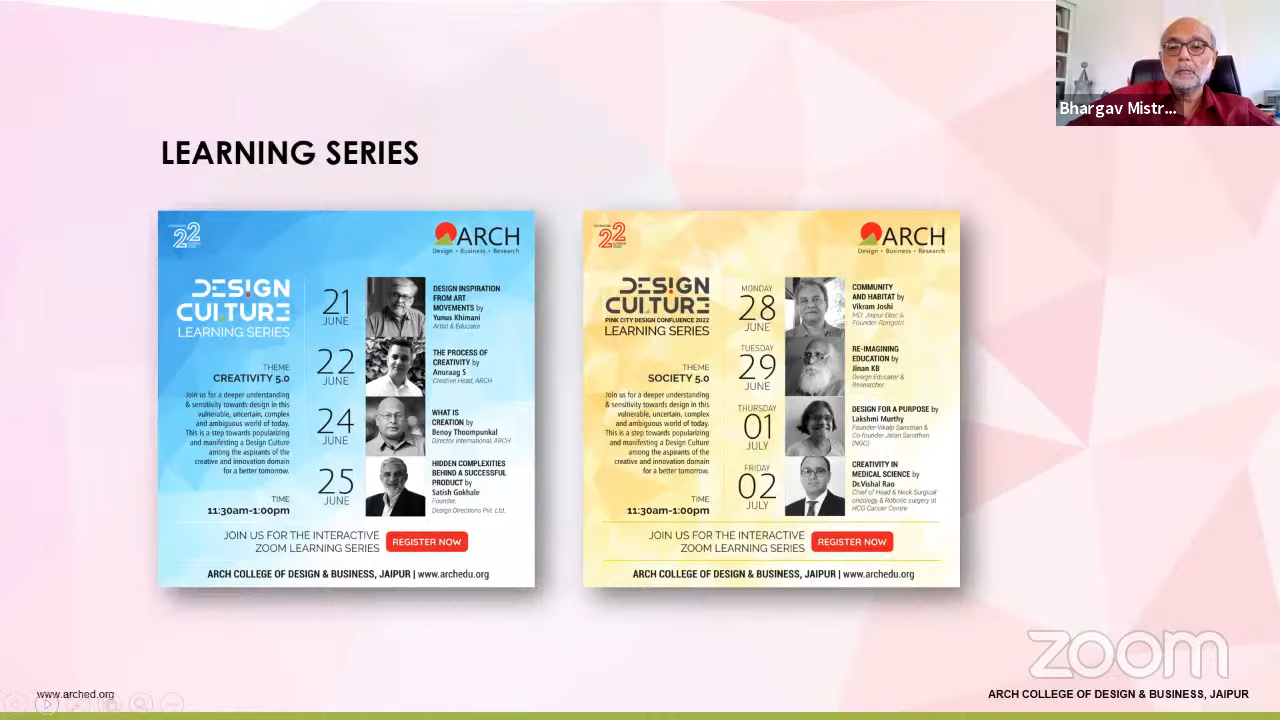 Bhargav Mistr...
LEARNING SERIES
22
ARCH
Design • Business • Research
DESIGN
CULTURE
LEARNING SERIES
THEME
CREATIVITY 5.0
Join us for a deeper understanding
& sensitivity towards design in this
vulnerable, uncertain, complex
and ambiguous world of today.
This is a step towards popularizing
and manifesting a Design Culture
among the aspirants of the
creative and innovation domain
for a better tomorrow.
TIME
11:30am-1:00pm
21
JUNE
DESIGN INSPIRATION
FROM ART
MOVEMENTS by
Yunus Khimani
Artist & Educator
22
JUNE
THE PROCESS OF
CREATIVITY by
Anuraag S
Creative Head, ARCH
24
JUNE
WHAT IS
CREATION by
Benoy Thoompunkal
Director International, ARCH
25
JUNE
HIDDEN COMPLEXITIES
BEHIND A SUCCESSFUL
PRODUCT by
Satish Gokhale
Founder,
Design Directions Pvt. Ltd.
JOIN US FOR THE INTERACTIVE
ZOOM LEARNING SERIES
REGISTER NOW
ARCH COLLEGE OF DESIGN & BUSINESS, JAIPUR | www.archedu.org
22
ARCH
Design • Business • Research
DESIGN
CULTURE
PINK CITY DESIGN CONFLUENCE 2022
LEARNING SERIES
THEME
SOCIETY 5.0
Join us for a deeper understanding
& sensitivity towards design in this
vulnerable, uncertain, complex
and ambiguous world of today.
This is a step towards popularizing
and manifesting a Design Culture
among the aspirants of the
creative and innovation domain
for a better tomorrow.
TIME
11:30am-1:00pm
MONDAY
28
JUNE
COMMUNITY
AND HABITAT by
Vikram Joshi
MD, Jaipur Bloc &
Founder-Rangotri
TUESDAY
29
JUNE
RE-IMAGINING
EDUCATION by
Jinan KB
Design Educator &
Researcher
THURSDAY
01
JULY
DESIGN FOR A PURPOSE by
Lakshmi Murthy
Founder-Vikalp Sansthan &
Co-founder Jatan Sansthan
(NGO)
FRIDAY
02
JULY
CREATIVITY IN
MEDICAL SCIENCE by
Dr.Vishal Rao
Chief of Head & Neck Surgical
oncology & Robotic surgery at
HCG Cancer Centre
JOIN US FOR THE INTERACTIVE
ZOOM LEARNING SERIES
REGISTER NOW
ARCH COLLEGE OF DESIGN & BUSINESS, JAIPUR | www.archedu.org
zoom
www.arched.org
ARCH COLLEGE OF DESIGN & BUSINESS, JAIPUR